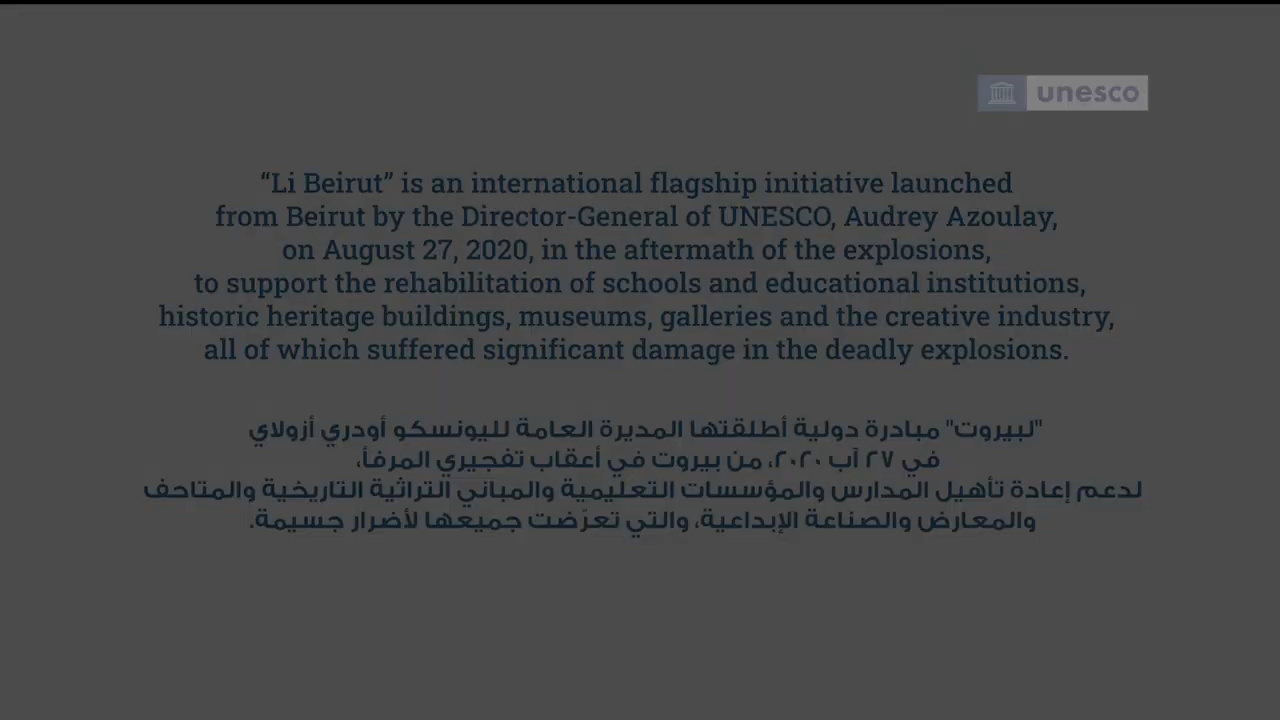 unesco
“Li Beirut” is an international flagship initiative launched
from Beirut by the Director-General of UNESCO, Audrey Azoulay,
on August 27, 2020, in the aftermath of the explosions,
to support the rehabilitation of schools and educational institutions,
historic heritage buildings, museums, galleries and the creative industry,
all of which suffered significant damage in the deadly explosions.
"لبيروت" مبادرة دولية أطلقتها المديرة العامة لليونسكو أودري أزولاي
في ٢٧ آب ٢٠٢٠، من بيروت في أعقاب تفجيري المرفأ،
لدعم إعادة تأهيل المدارس والمؤسسات التعليمية والمباني التراثية التاريخية والمتاحف
والمعارض والصناعة الإبداعية، والتي تعرّضت جميعها لأضرار جسيمة.